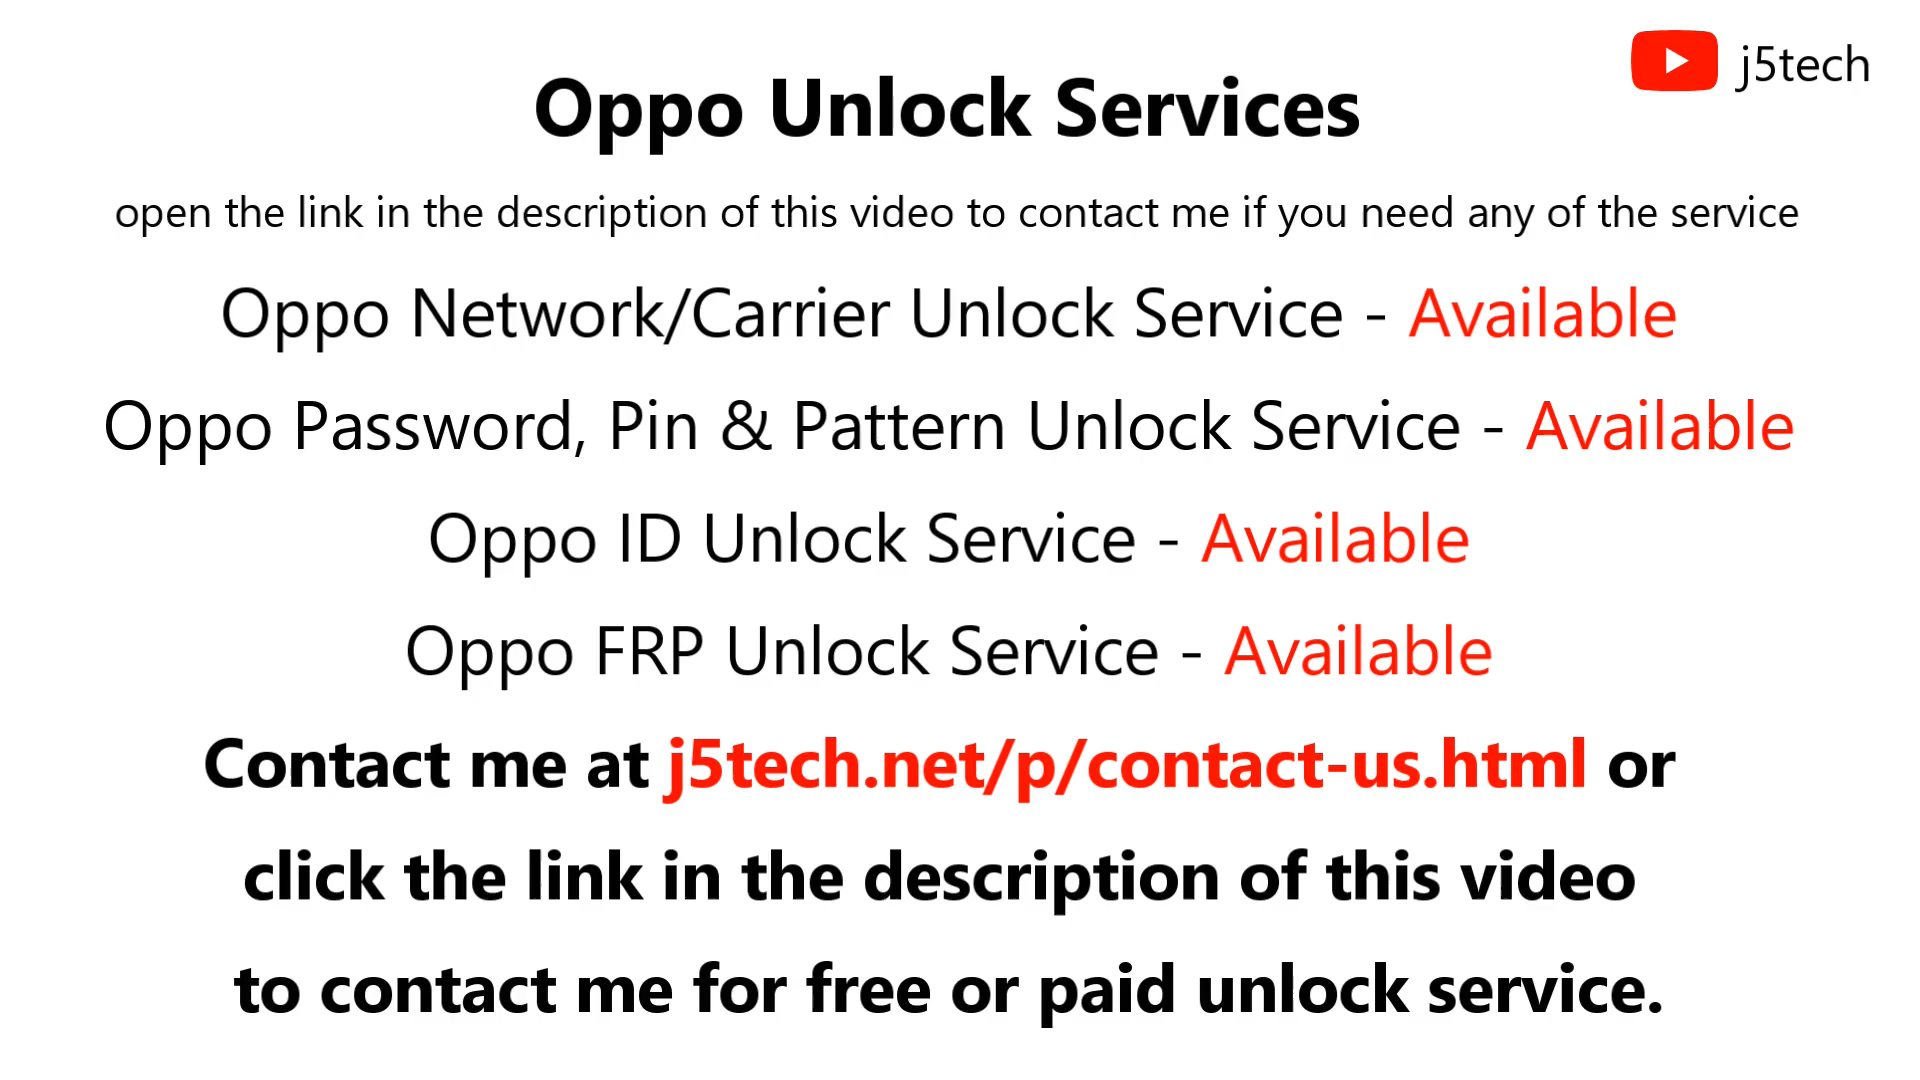 j5tech
Oppo Unlock Services
open the link in the description of this video to contact me if you need any of the service
Oppo Network/Carrier Unlock Service - Available
Oppo Password, Pin & Pattern Unlock Service - Available
Oppo ID Unlock Service - Available
Oppo FRP Unlock Service - Available
Contact me at j5tech.net/p/contact-us.html or
click the link in the description of this video
to contact me for free or paid unlock service.